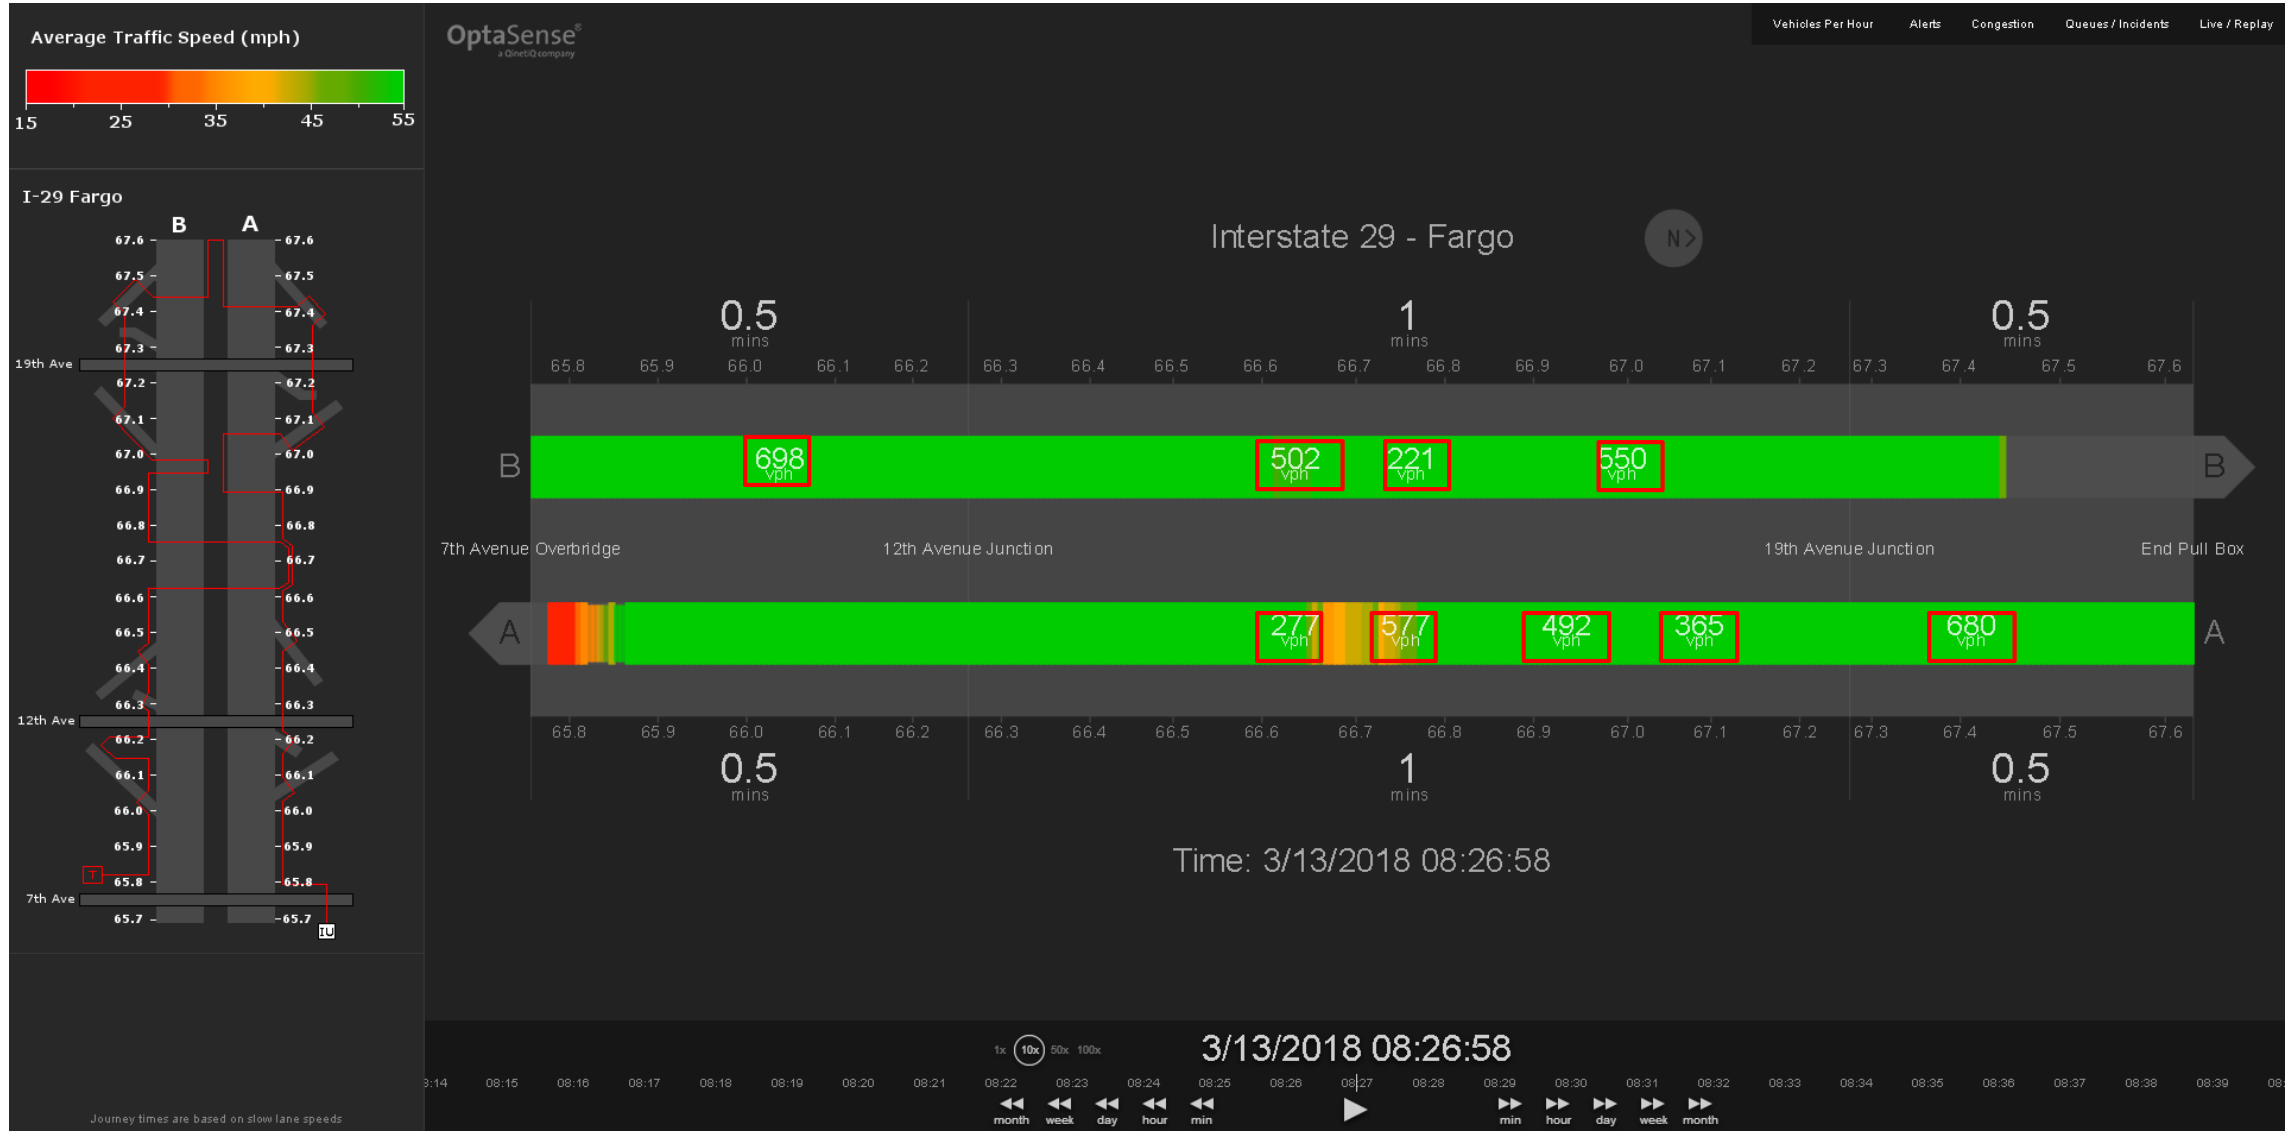 Average Traffic Speed (mph)
15 25 35 45 55
I-29 Fargo
B A
67.6 67.6
67.5 67.5
67.4 67.4
67.3 67.3
19th Ave
67.2 67.2
67.1 67.1
67.0 67.0
66.9 66.9
66.8 66.8
66.7 66.7
66.6 66.6
66.5 66.5
66.4 66.4
66.3 66.3
12th Ave
66.2 66.2
66.1 66.1
66.0 66.0
65.9 65.9
T
65.8 65.8
7th Ave
65.7 65.7
IU
Journey times are based on slow lane speeds
OptaSense®
a QinetiQ company
Vehicles Per Hour Alerts Congestion Queues / Incidents Live / Replay
Interstate 29 - Fargo N>
0.5 1 0.5
mins mins mins
65.8 65.9 66.0 66.1 66.2 66.3 66.4 66.5 66.6 66.7 66.8 66.9 67.0 67.1 67.2 67.3 67.4 67.5 67.6
B 698 502 221 550 B
vph vph vph vph
7th Avenue Overbridge 12th Avenue Junction 19th Avenue Junction End Pull Box
A 277 577 492 365 680 A
vph vph vph vph vph
65.8 65.9 66.0 66.1 66.2 66.3 66.4 66.5 66.6 66.7 66.8 66.9 67.0 67.1 67.2 67.3 67.4 67.5 67.6
0.5 1 0.5
mins mins mins
Time: 3/13/2018 08:26:58
1x 10x 50x 100x 3/13/2018 08:26:58
8:14 08:15 08:16 08:17 08:18 08:19 08:20 08:21 08:22 08:23 08:24 08:25 08:26 08:27 08:28 08:29 08:30 08:31 08:32 08:33 08:34 08:35 08:36 08:37 08:38 08:39 08:
month week day hour min min hour day week month